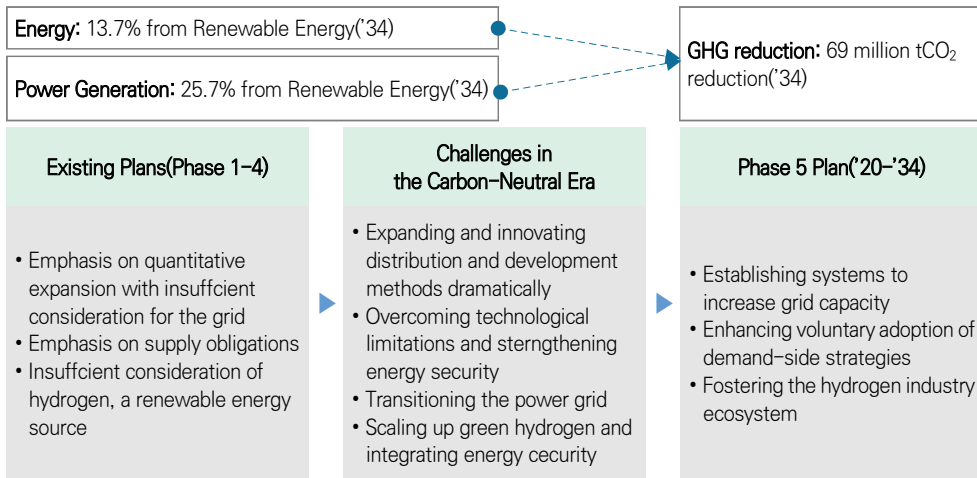 Energy: 13.7% from Renewable Energy('34)
Power Generation: 25.7% from Renewable Energy('34)
GHG reduction: 69 million tCO₂
reduction('34)
Existing Plans(Phase 1-4)
• Emphasis on quantitative
expansion with insuffcient
consideration for the grid
• Emphasis on supply obligations
• Insuffcient consideration of
hydrogen, a renewable energy
source
Challenges in
the Carbon-Neutral Era
• Expanding and innovating
distribution and development
methods dramatically
• Overcoming technological
limitations and sterngthening
energy security
• Transitioning the power grid
• Scaling up green hydrogen and
integrating energy cecurity
Phase 5 Plan('20-'34)
• Establishing systems to
increase grid capacity
• Enhancing voluntary adoption of
demand-side strategies
• Fostering the hydrogen industry
ecosystem